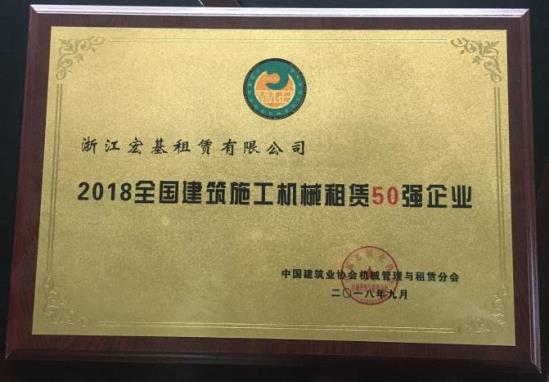 浙江宏基租赁有限公司
2018全国建筑施工机械租赁50强企业
中国建筑业协会机械管理与租赁分会
二〇一八年九月